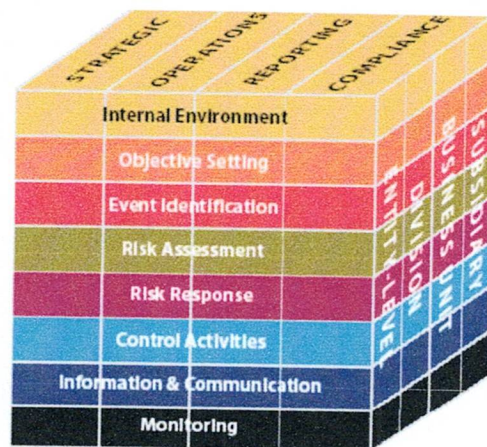 STRATEGIC
OPERATIONS
REPORTING
COMPLIANCE
Internal Environment
Objective Setting
Event Identification
Risk Assessment
Risk Response
Control Activities
Information & Communication
Monitoring
ENTITY-LEVEL
DIVISION
BUSINESS UNIT
SUBSIDIARY